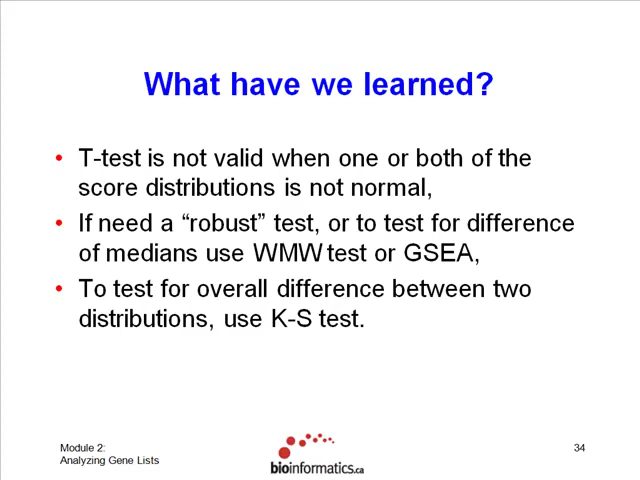 What have we learned?
• T-test is not valid when one or both of the
score distributions is not normal,
• If need a “robust” test, or to test for difference
of medians use WMW test or GSEA,
• To test for overall difference between two
distributions, use K-S test.
Module 2:
Analyzing Gene Lists
bioinformatics.ca
34